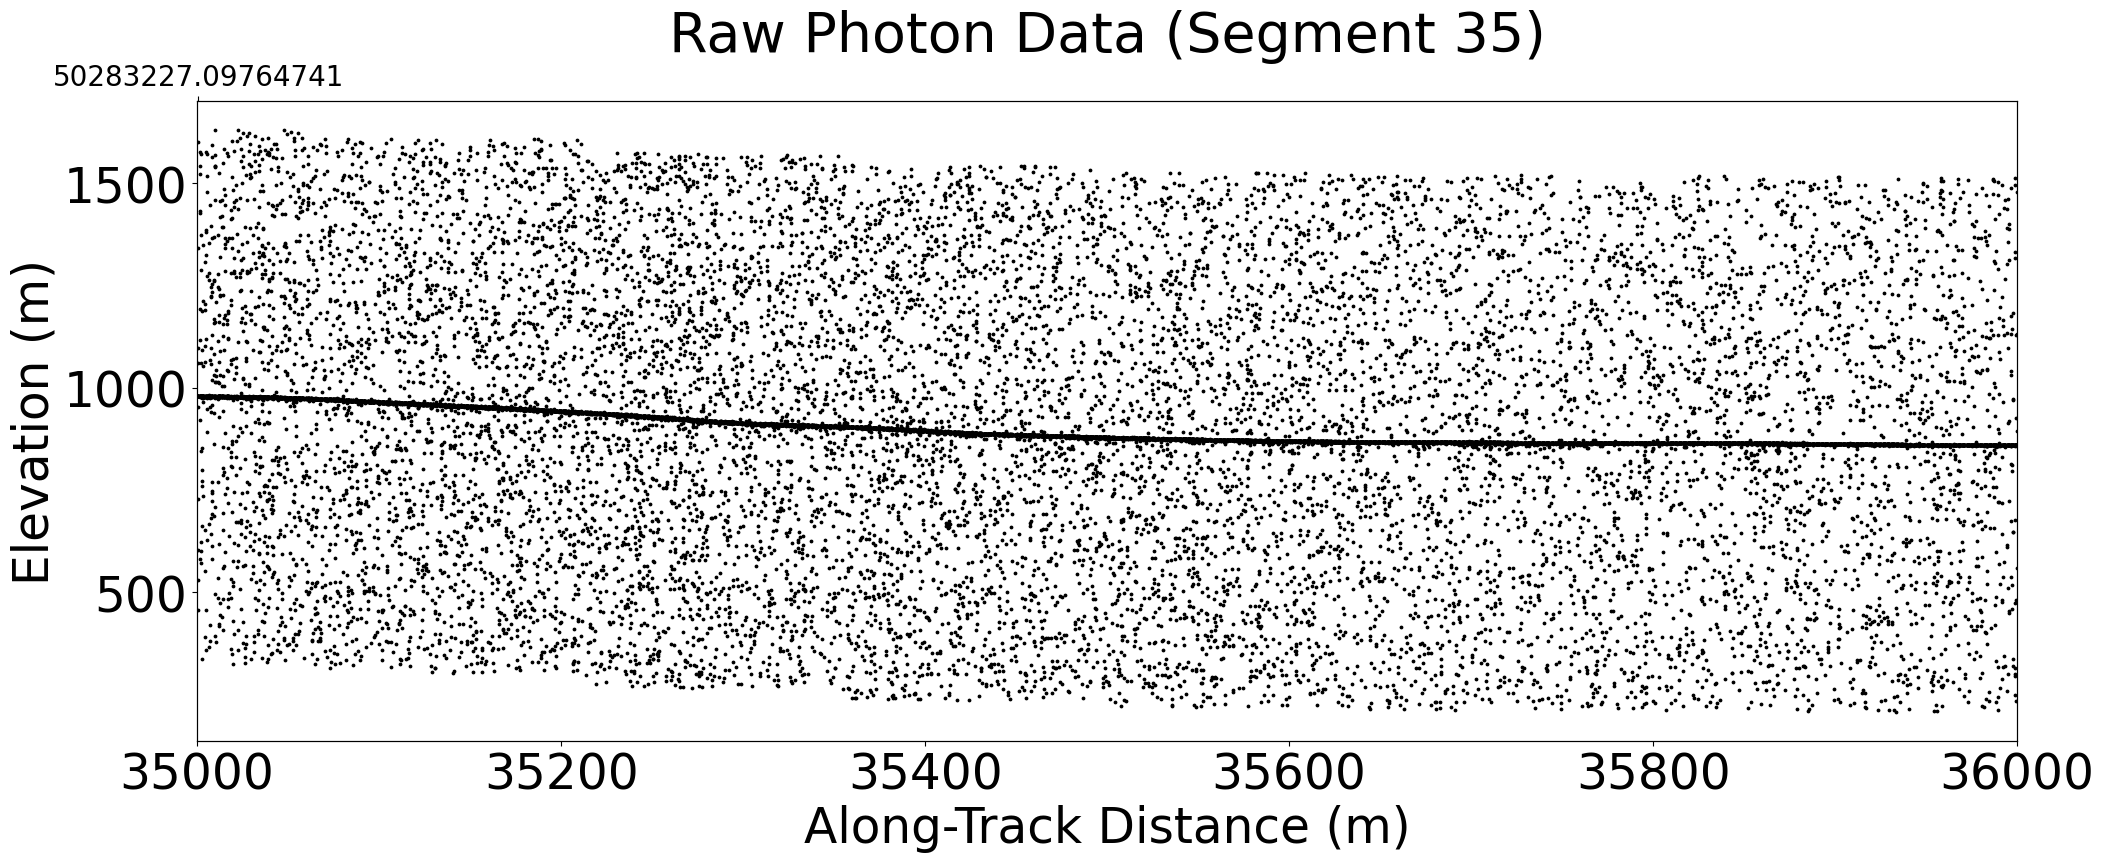 Raw Photon Data (Segment 35)
50283227.09764741
1500
1000
500
Elevation (m)
35000 35200 35400 35600 35800 36000
Along-Track Distance (m)